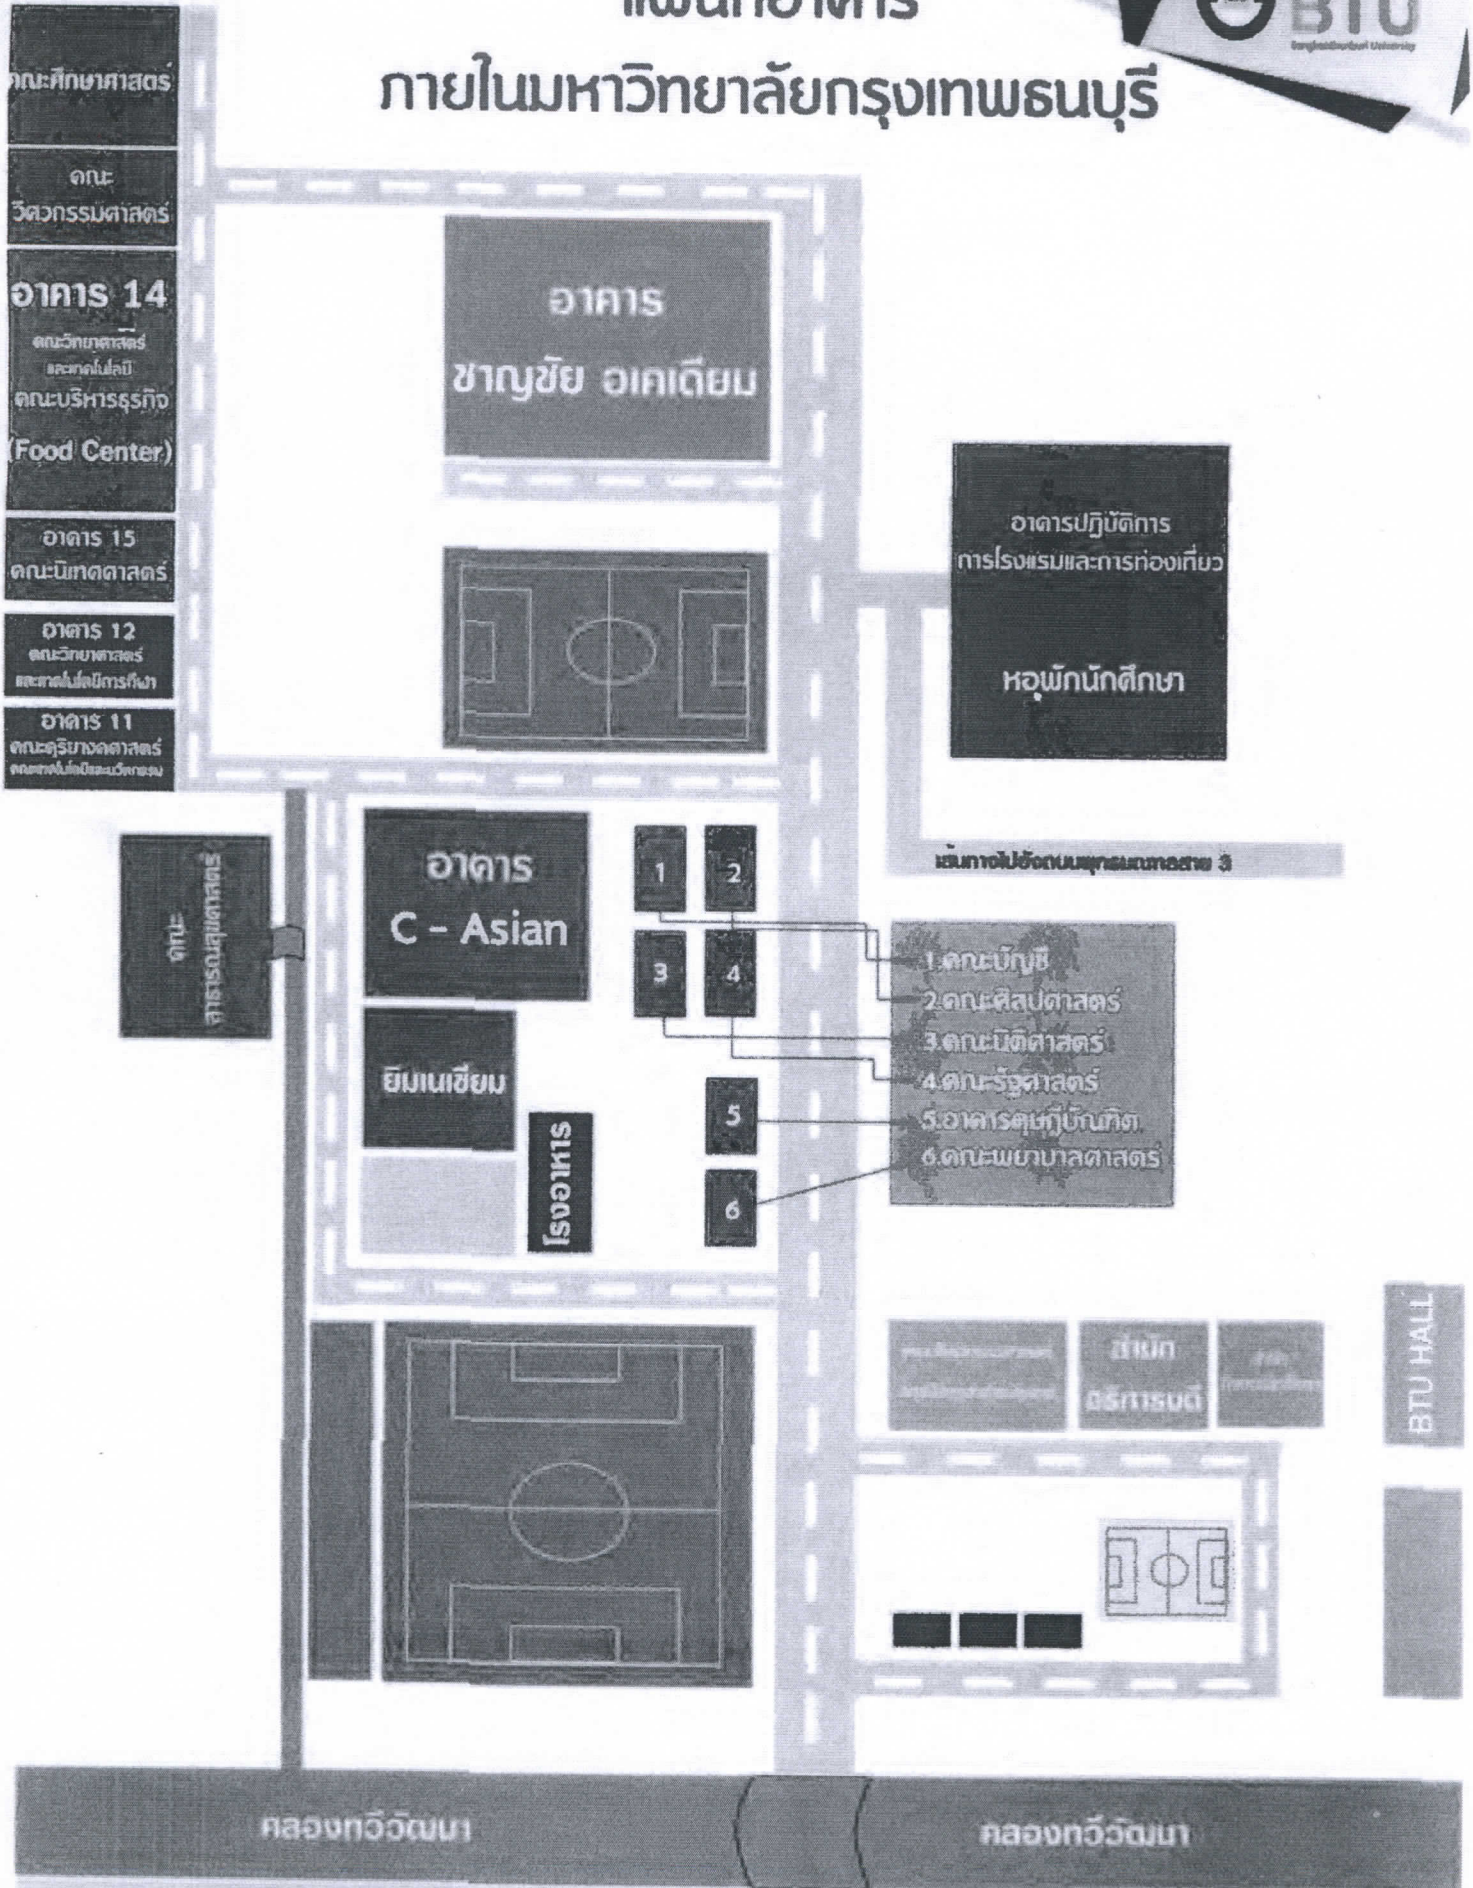 แผนที่อาคาร
BTU
ภายในมหาวิทยาลัยกรุงเทพธนบุรี
คณะศึกษาศาสตร์
คณะ
วิศวกรรมศาสตร์
อาคาร 14
คณะวิทยาศาสตร์
และเทคโนโลยี
คณะบริหารธุรกิจ
(Food Center)
อาคาร 15
คณะนิเทศศาสตร์
อาคาร 12
คณะวิทยาศาสตร์
และเทคโนโลยีการกีฬา
อาคาร 11
คณะดุริยางคศาสตร์
อาคาร
ชาญชัย อเคเดียม
อาคารปฏิบัติการ
การโรงแรมและการท่องเที่ยว
หอพักนักศึกษา
เส้นทางไปยังถนนพุทธมณฑลสาย 3
คณะ
สาธารณสุขศาสตร์
อาคาร
C - Asian
1
2
3
4
ยิมเนเซียม
โรงอาหาร
5
6
1.คณะบัญชี
2.คณะศิลปศาสตร์
3.คณะนิติศาสตร์
4.คณะรัฐศาสตร์
5.อาคารดุษฎีบัณฑิต
6.คณะพยาบาลศาสตร์
สำนัก
อธิการบดี
BTU HALL
คลองทวีวัฒนา
คลองทวีวัฒนา